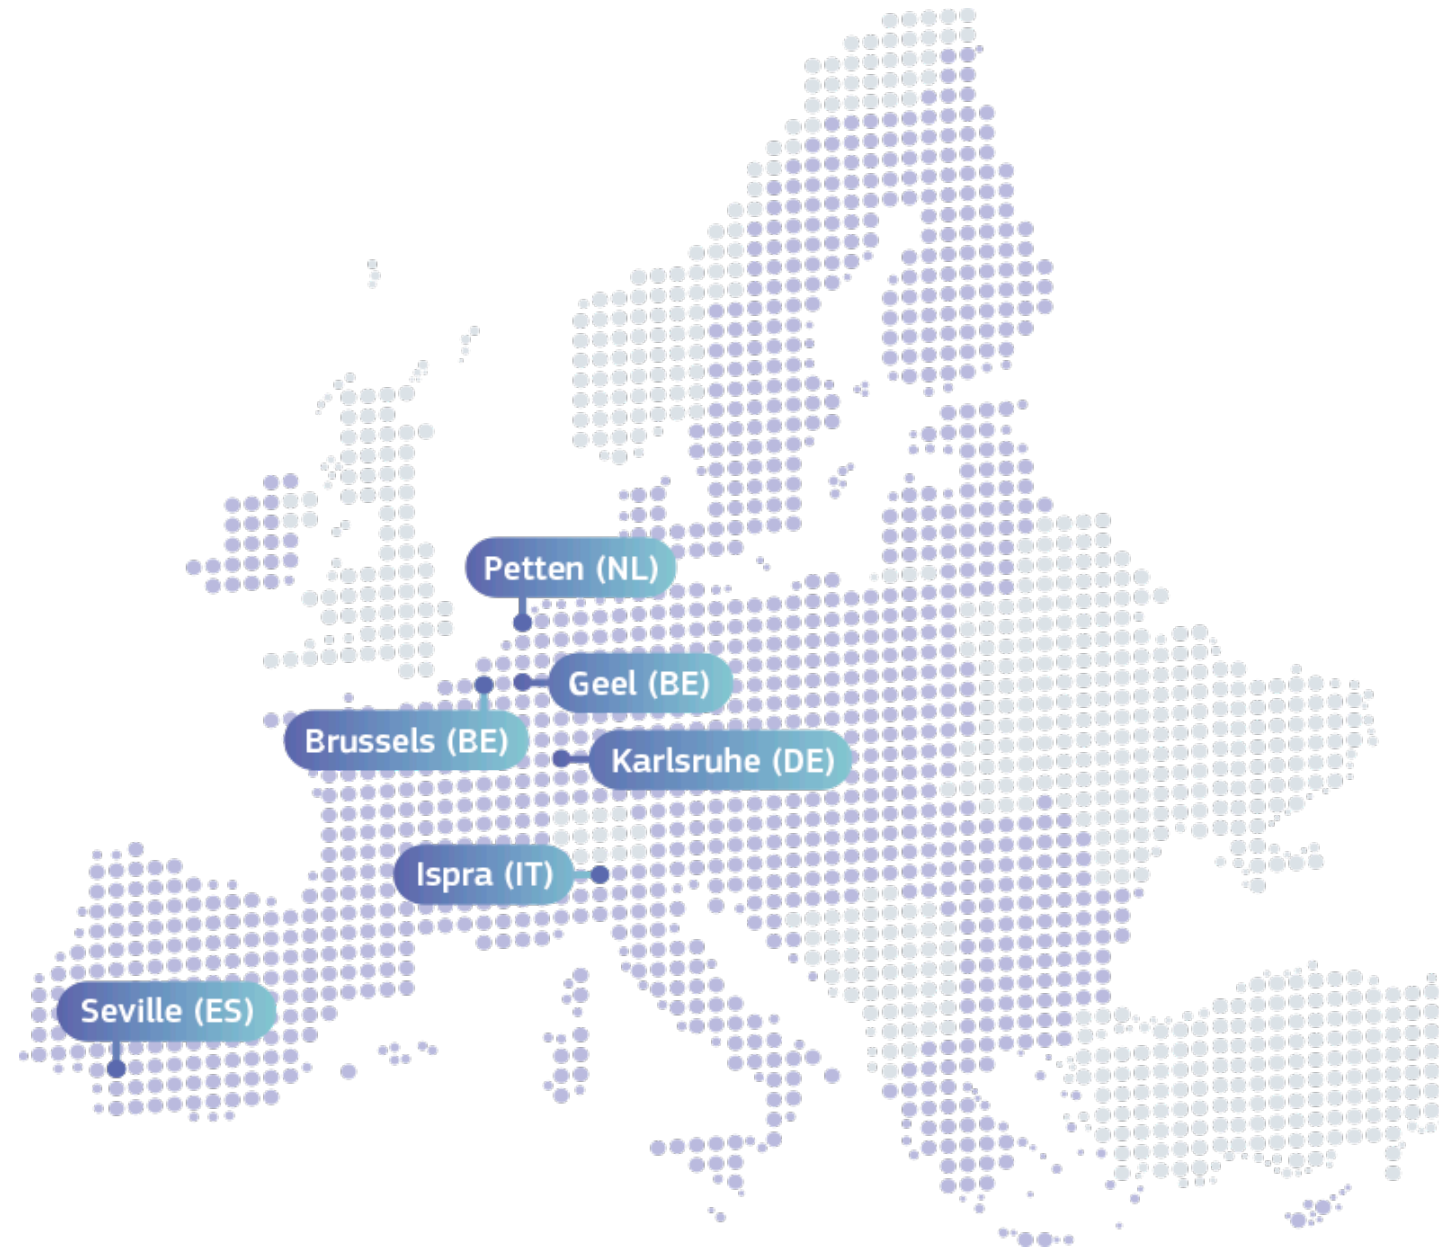 Petten (NL)
Geel (BE)
Brussels (BE)
Karlsruhe (DE)
Ispra (IT)
Seville (ES)